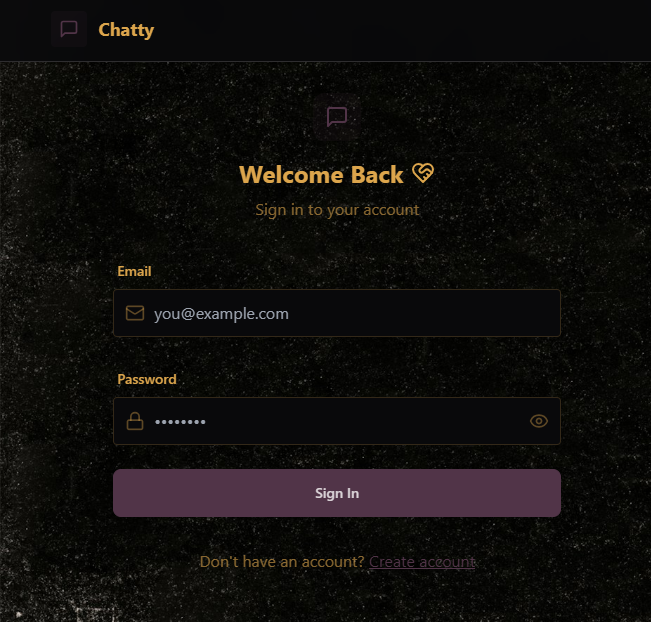 Chatty
Welcome Back
Sign in to your account
Email
you@example.com
Password
••••••••
Sign In
Don't have an account? Create account